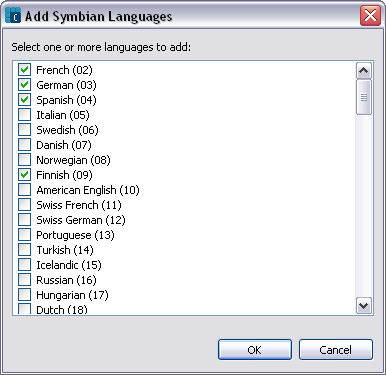 Add Symbian Languages
Select one or more languages to add:
French (02)
German (03)
Spanish (04)
Italian (05)
Swedish (06)
Danish (07)
Norwegian (08)
Finnish (09)
American English (10)
Swiss French (11)
Swiss German (12)
Portuguese (13)
Turkish (14)
Icelandic (15)
Russian (16)
Hungarian (17)
Dutch (18)
OK
Cancel